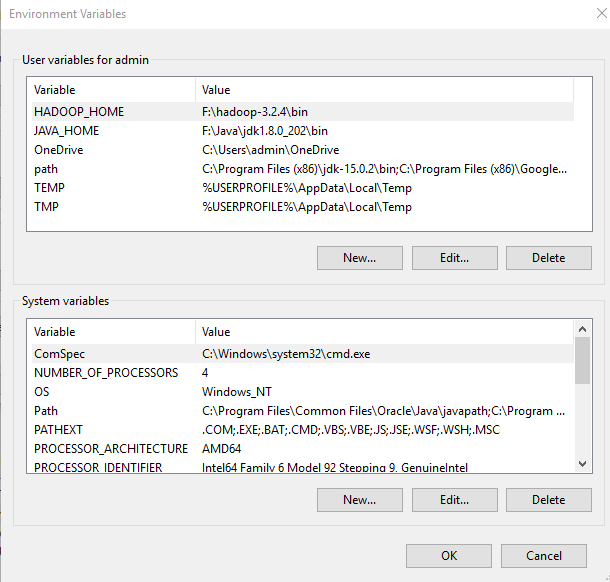 Environment Variables
User variables for admin
Variable Value
HADOOP_HOME F:\hadoop-3.2.4\bin
JAVA_HOME F:\Java\jdk1.8.0_202\bin
OneDrive C:\Users\admin\OneDrive
path C:\Program Files (x86)\jdk-15.0.2\bin;C:\Program Files (x86)\Google...
TEMP %USERPROFILE%\AppData\Local\Temp
TMP %USERPROFILE%\AppData\Local\Temp
New... Edit... Delete
System variables
Variable Value
ComSpec C:\Windows\system32\cmd.exe
NUMBER_OF_PROCESSORS 4
OS Windows_NT
Path C:\Program Files\Common Files\Oracle\Java\javapath;C:\Program ...
PATHEXT .COM;.EXE;.BAT;.CMD;.VBS;.VBE;.JS;.JSE;.WSF;.WSH;.MSC
PROCESSOR_ARCHITECTURE AMD64
PROCESSOR_IDENTIFIER Intel64 Family 6 Model 92 Stepping 9, GenuineIntel
New... Edit... Delete
OK Cancel